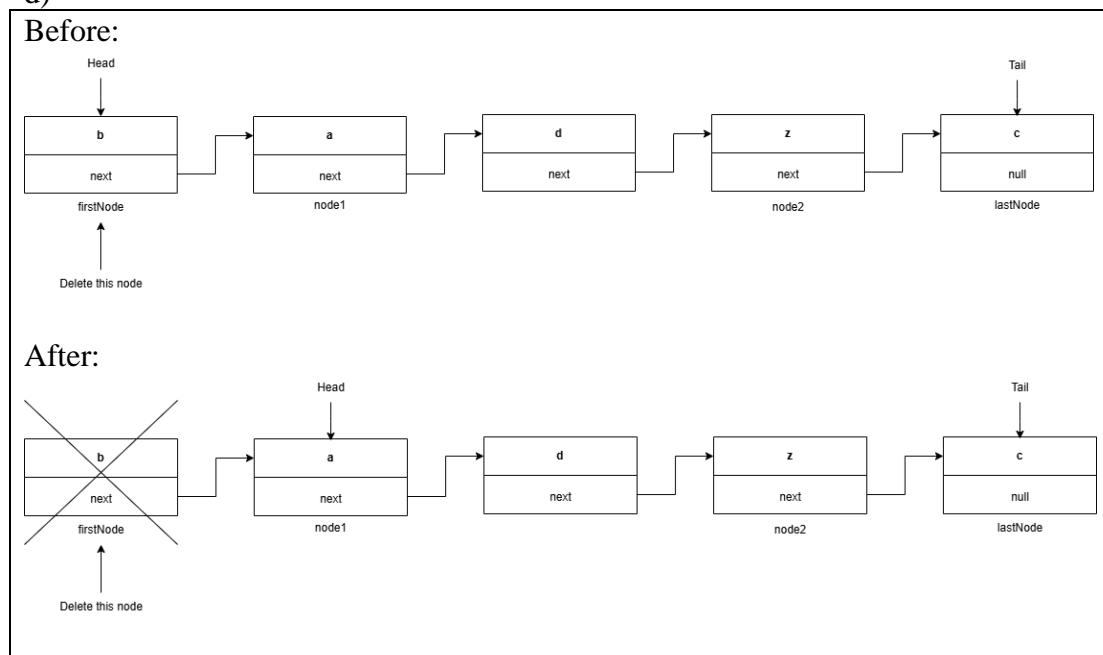 d)
Before:
Head Tail
b a d z c
next next next next null
firstNode node1 node2 lastNode
Delete this node
After:
Head Tail
b a d z c
next next next next null
firstNode node1 node2 lastNode
Delete this node